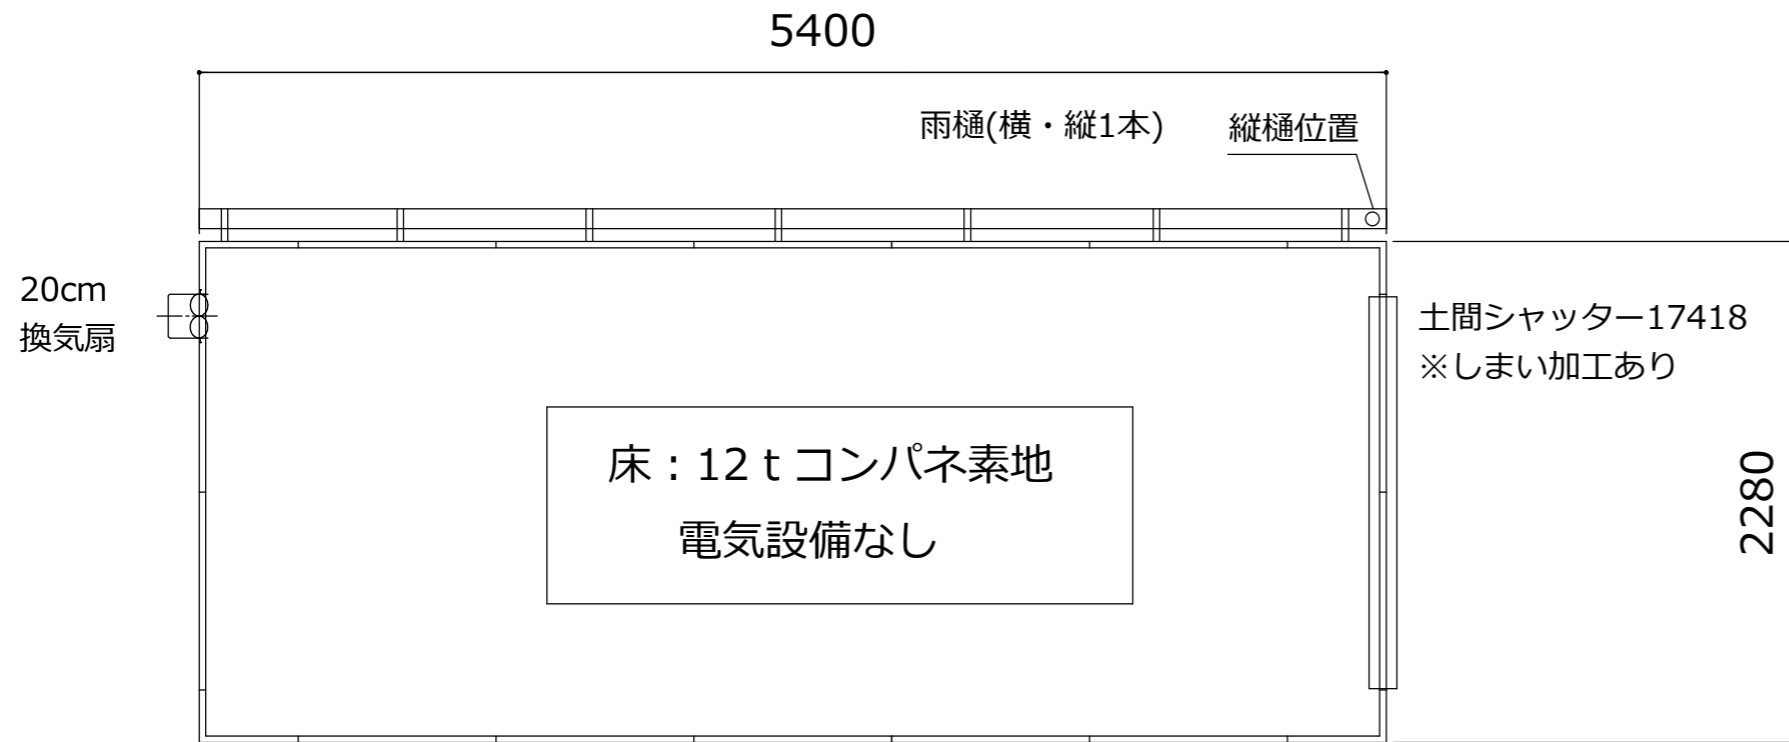 5400
雨樋(横・縦1本)
縦樋位置
20cm
換気扇
土間シャッター17418
※しまい加工あり
床：12ｔコンパネ素地
電気設備なし
2280